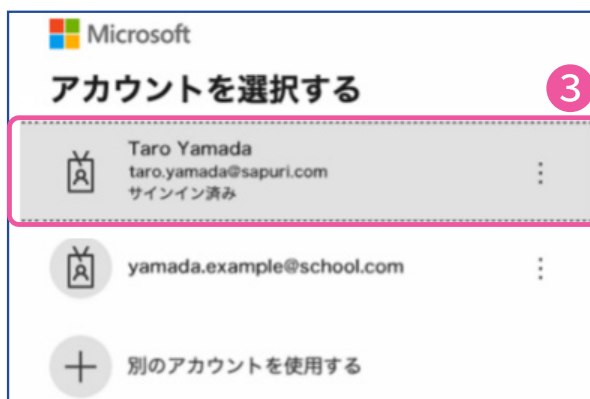 Microsoft
アカウントを選択する
3
Taro Yamada
taro.yamada@sapuri.com
サインイン済み
yamada.example@school.com
別のアカウントを使用する